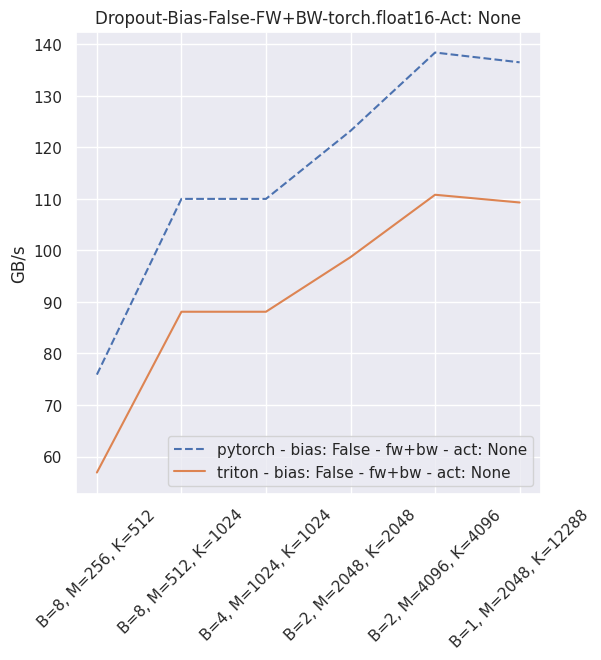 Dropout-Bias-False-FW+BW-torch.float16-Act: None
140
130
120
110
100
90
80
70
60
GB/s
pytorch - bias: False - fw+bw - act: None
triton - bias: False - fw+bw - act: None
B=8, M=256, K=512
B=8, M=512, K=1024
B=4, M=1024, K=1024
B=2, M=2048, K=2048
B=2, M=4096, K=4096
B=1, M=2048, K=12288